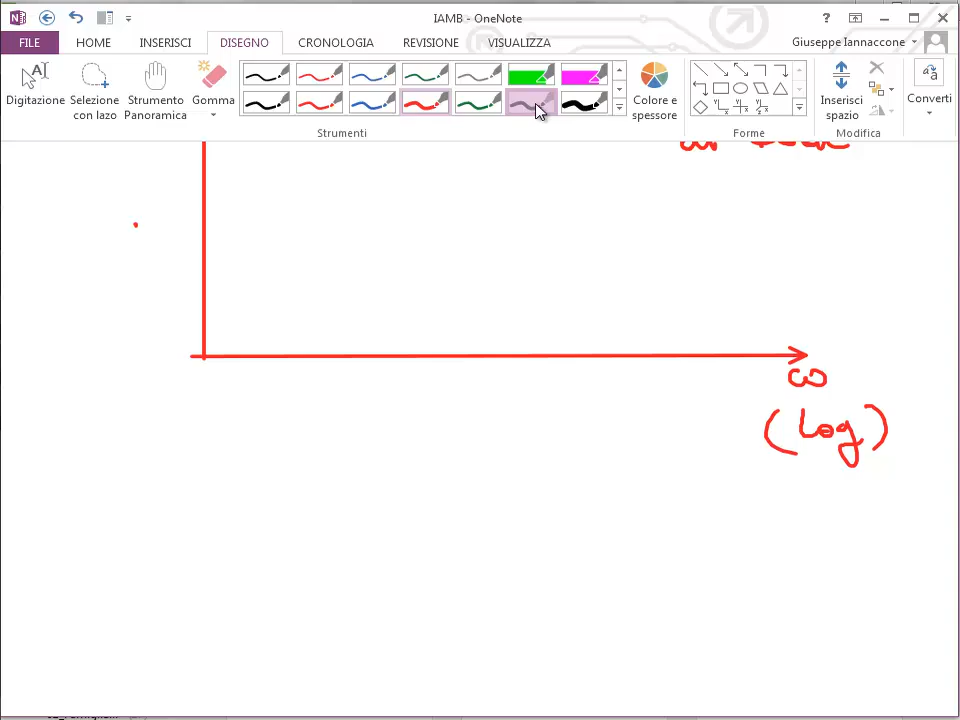 IAMB - OneNote
?
FILE HOME INSERISCI DISEGNO CRONOLOGIA REVISIONE VISUALIZZA Giuseppe Iannaccone
Digitazione
Selezione con lazo
Strumento Panoramica
Gomma
Colore e spessore
Inserisci spazio
Converti
Strumenti Forme Modifica
ω
(Log)